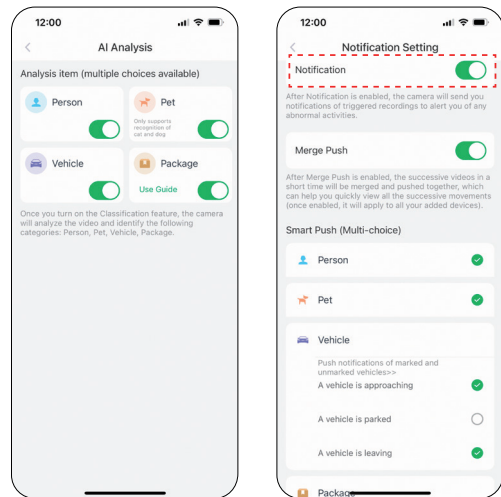 12:00
AI Analysis
Analysis item (multiple choices available)
Person
Pet
Only supports
recognition of
cat and dog
Vehicle
Package
Use Guide
Once you turn on the Classification feature, the camera
will analyze the video and identify the following
categories: Person, Pet, Vehicle, Package.
12:00
Notification Setting
Notification
After Notification is enabled, the camera will send you
notifications of triggered recordings to alert you of any
abnormal activities.
Merge Push
After Merge Push is enabled, the successive videos in a
short time will be merged and pushed together, which
can help you quickly view all the successive movements
(once enabled, it will apply to all your added devices).
Smart Push (Multi-choice)
Person
Pet
Vehicle
Push notifications of marked and
unmarked vehicles>>
A vehicle is approaching
A vehicle is parked
A vehicle is leaving
Package